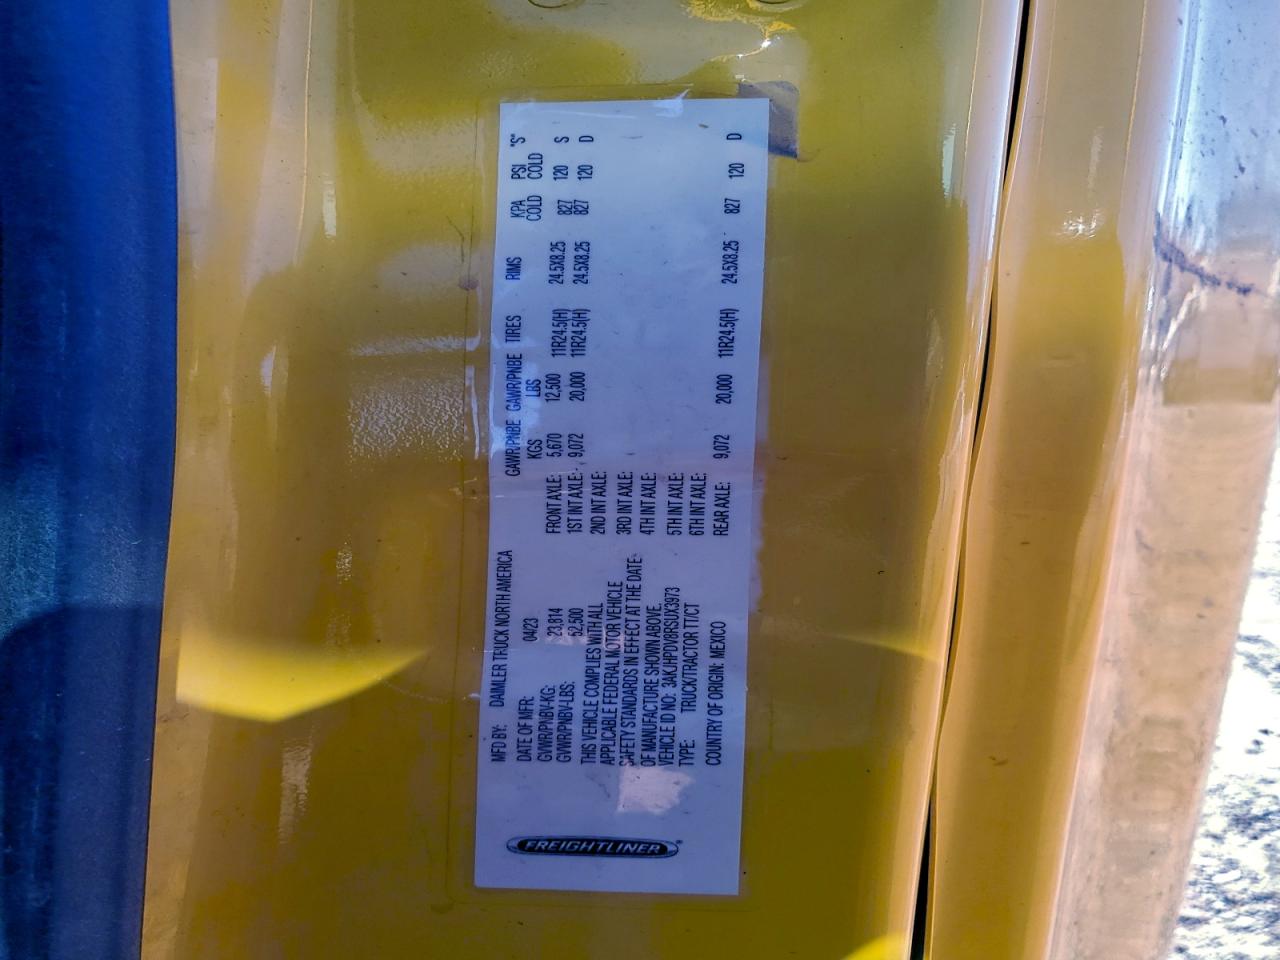 FREIGHTLINER
MFD BY: DAIMLER TRUCK NORTH AMERICA
DATE OF MFR: 04/23
GVWR/PNBV-KG: 23,814
GVWR/PNBV-LBS: 52,500
THIS VEHICLE COMPLIES WITH ALL
APPLICABLE FEDERAL MOTOR VEHICLE
SAFETY STANDARDS IN EFFECT AT THE DATE
OF MANUFACTURE SHOWN ABOVE.
VEHICLE ID NO: 3AKJHPDV8RSUX3973
TYPE: TRUCK/TRACTOR TT/CT
COUNTRY OF ORIGIN: MEXICO
GAWR/PNBE GAWR/PNBE TIRES RIMS KPA PSI "S"
KGS LBS COLD COLD
FRONT AXLE: 5,670 12,500 11R24.5(H) 24.5X8.25 827 120 S
1ST INT AXLE: 9,072 20,000 11R24.5(H) 24.5X8.25 827 120 D
2ND INT AXLE:
3RD INT AXLE:
4TH INT AXLE:
5TH INT AXLE:
6TH INT AXLE:
REAR AXLE: 9,072 20,000 11R24.5(H) 24.5X8.25 827 120 D